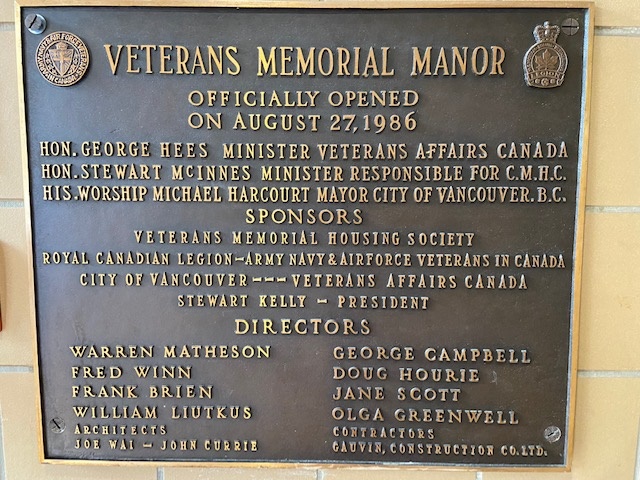 VETERANS MEMORIAL MANOR
OFFICIALLY OPENED
ON AUGUST 27, 1986
HON. GEORGE HEES MINISTER VETERANS AFFAIRS CANADA
HON. STEWART McINNES MINISTER RESPONSIBLE FOR C.M.H.C.
HIS. WORSHIP MICHAEL HARCOURT MAYOR CITY OF VANCOUVER. B.C.
SPONSORS
VETERANS MEMORIAL HOUSING SOCIETY
ROYAL CANADIAN LEGION-ARMY NAVY & AIRFORCE VETERANS IN CANADA
CITY OF VANCOUVER --- VETERANS AFFAIRS CANADA
STEWART KELLY - PRESIDENT
DIRECTORS
WARREN MATHESON
FRED WINN
FRANK BRIEN
WILLIAM LIUTKUS
ARCHITECTS
JOE WAI - JOHN CURRIE
GEORGE CAMPBELL
DOUG HOURIE
JANE SCOTT
OLGA GREENWELL
CONTRACTORS
GAUVIN, CONSTRUCTION CO. LTD.
LEGION